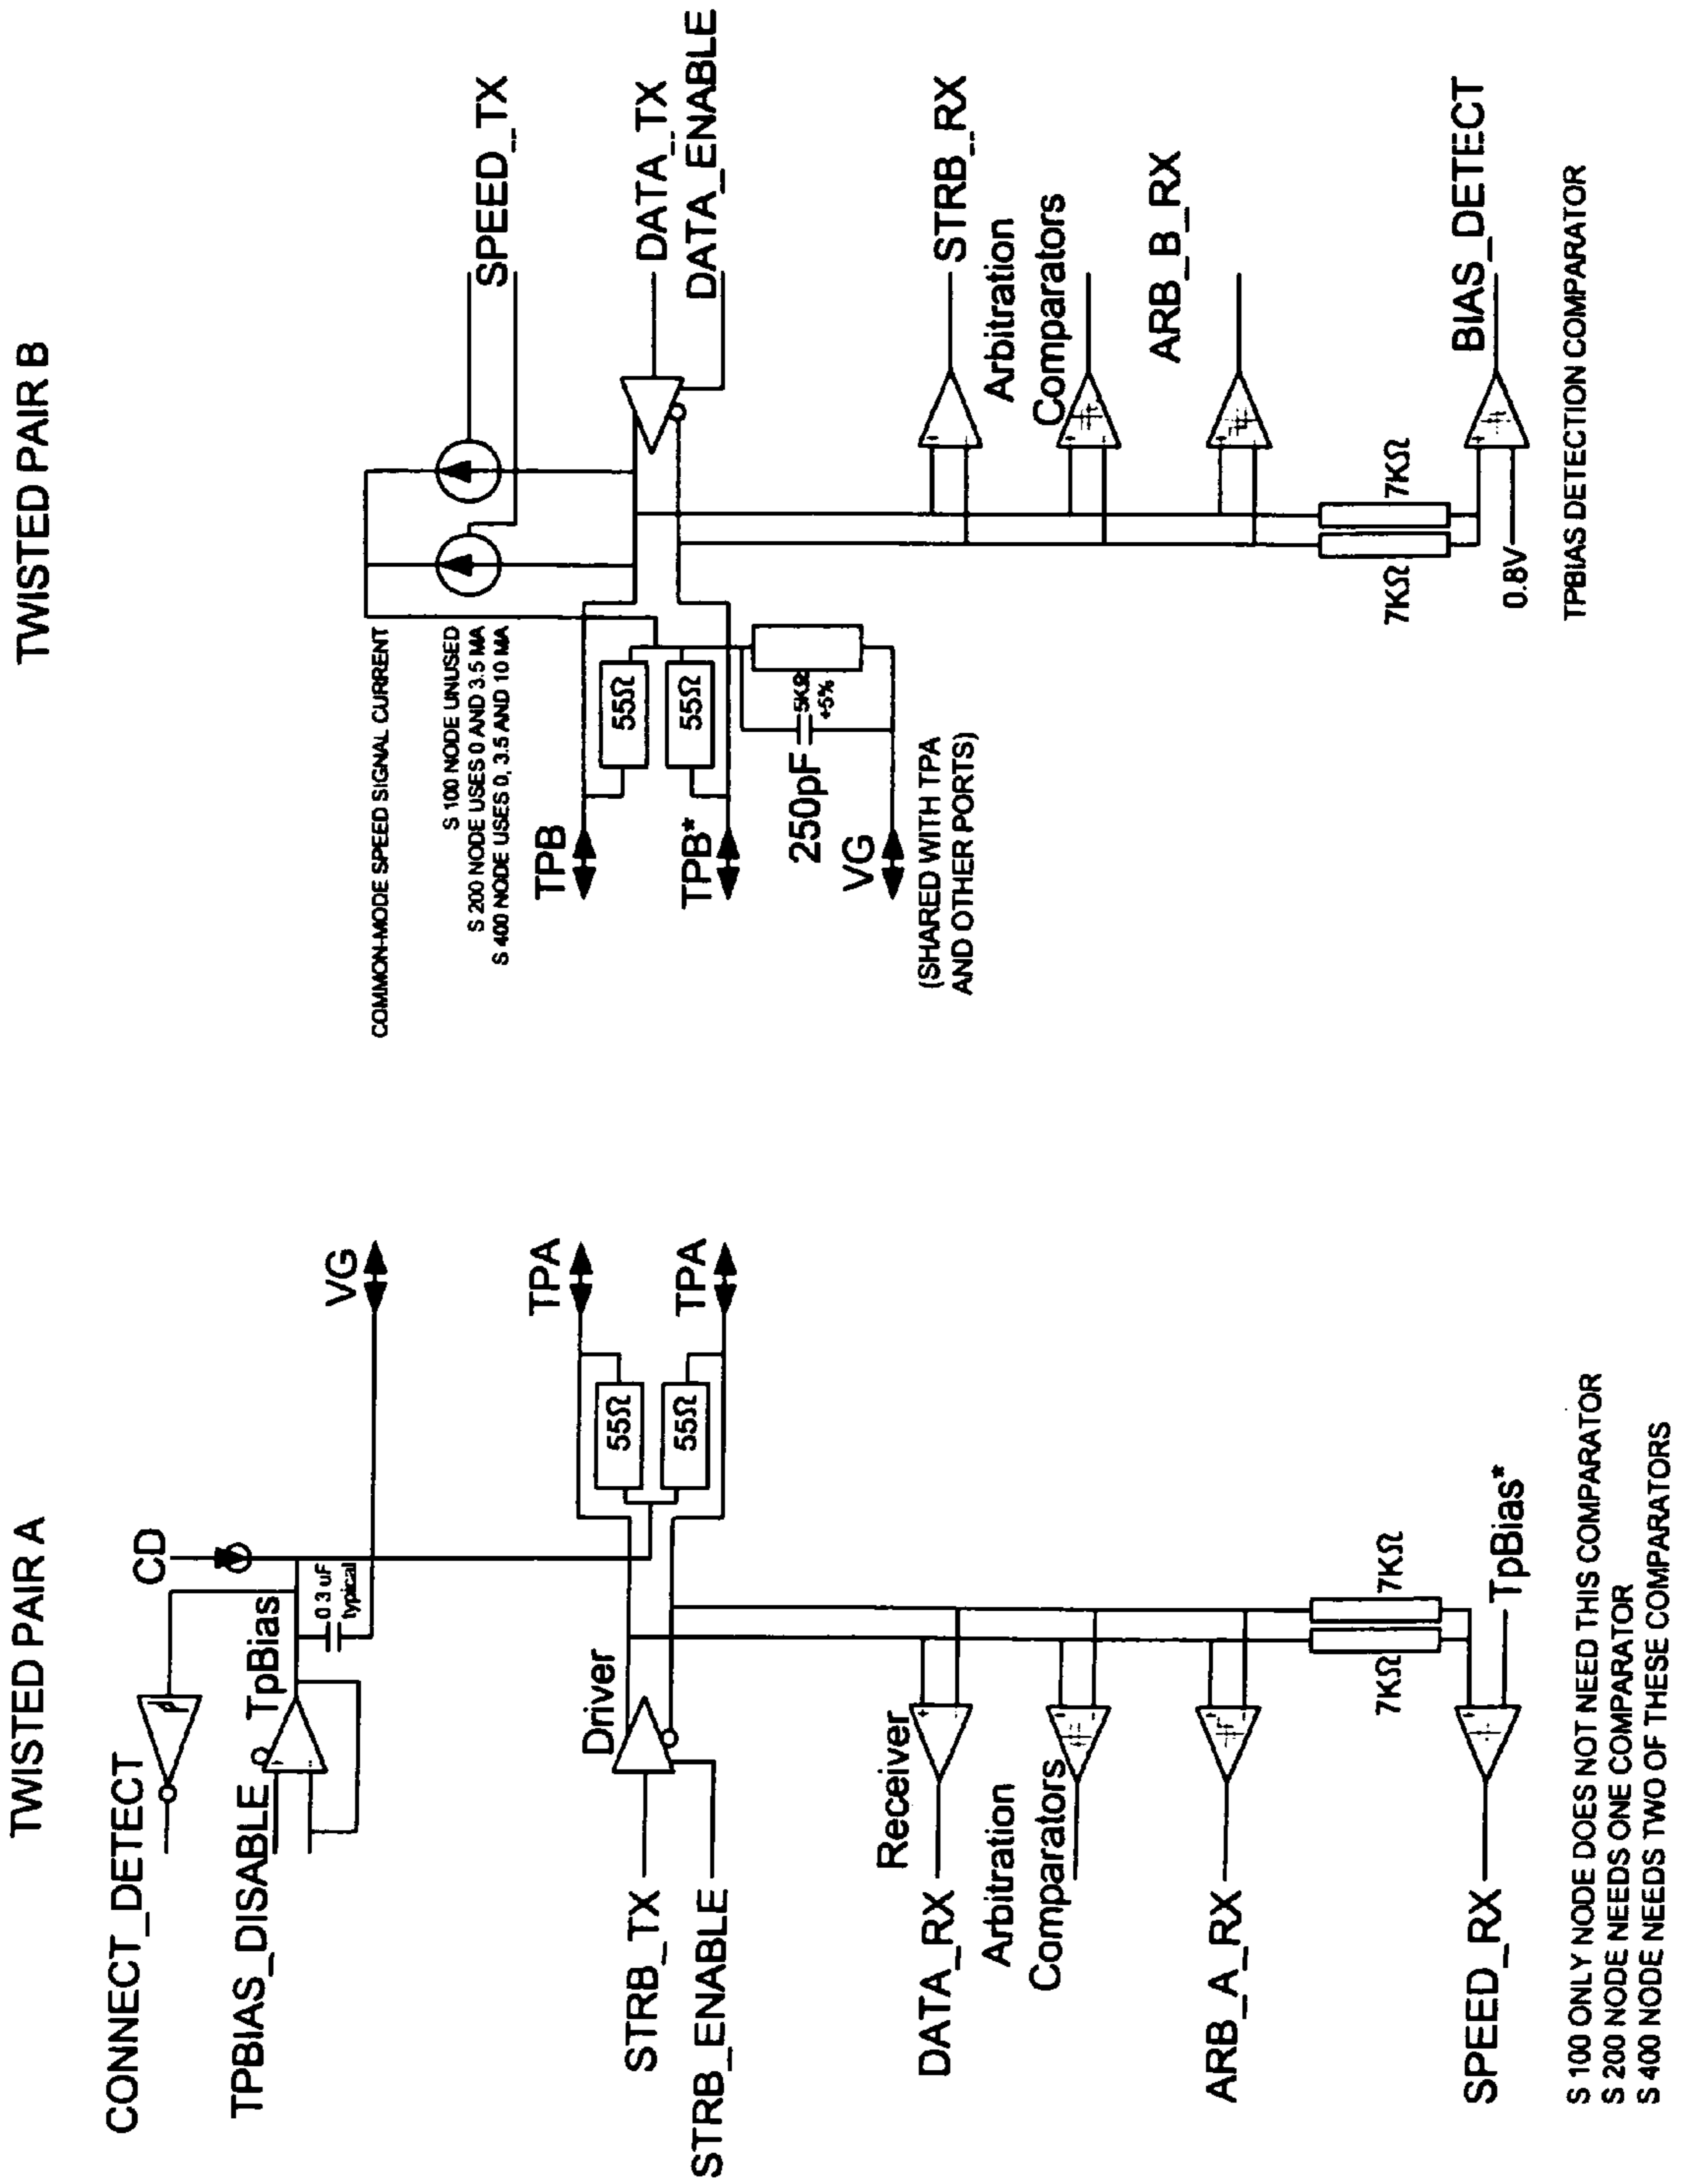 TWISTED PAIR A
CONNECT_DETECT
CD
VG
TPBIAS_DISABLE
TpBias
0.3 uF
typical
Driver
STRB_TX
STRB_ENABLE
55Ω
55Ω
TPA
TPA
Receiver
DATA_RX
Arbitration
Comparators
ARB_A_RX
7KΩ
7KΩ
SPEED_RX
TpBias*
S 100 ONLY NODE DOES NOT NEED THIS COMPARATOR
S 200 NODE NEEDS ONE COMPARATOR
S 400 NODE NEEDS TWO OF THESE COMPARATORS
TWISTED PAIR B
COMMON-MODE SPEED SIGNAL CURRENT
S 100 NODE UNUSED
S 200 NODE USES 0 AND 3.5 MA
S 400 NODE USES 0, 3.5 AND 10 MA
SPEED_TX
TPB
55Ω
DATA_TX
TPB*
55Ω
DATA_ENABLE
250pF
5KΩ
+5%
VG
(SHARED WITH TPA
AND OTHER PORTS)
STRB_RX
Arbitration
Comparators
ARB_B_RX
7KΩ
7KΩ
BIAS_DETECT
0.8V
TPBIAS DETECTION COMPARATOR